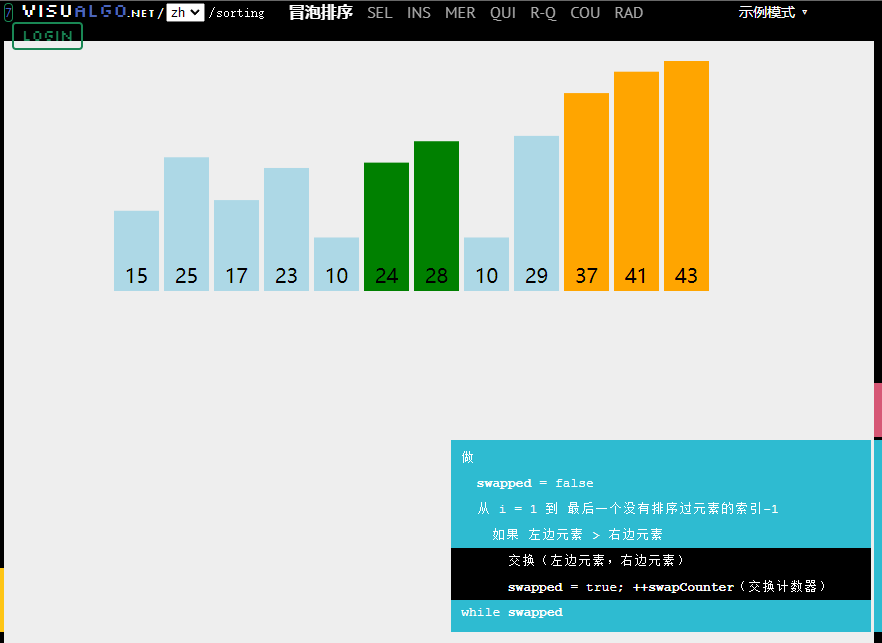 7 VISUALGO.NET/ zh /sorting 冒泡排序 SEL INS MER QUI R-Q COU RAD 示例模式 ▼
LOGIN
15 25 17 23 10 24 28 10 29 37 41 43
做
swapped = false
从 i = 1 到 最后一个没有排序过元素的索引-1
如果 左边元素 > 右边元素
交换（左边元素，右边元素）
swapped = true; ++swapCounter（交换计数器）
while swapped